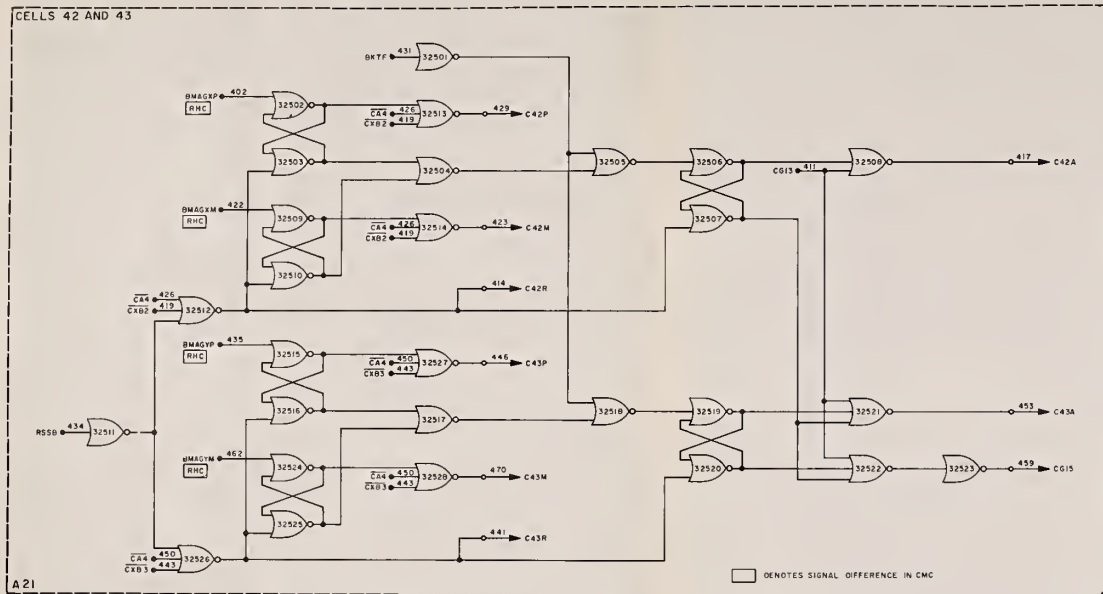 CELLS 42 AND 43
BKTF 431 32501
BMAGXP 402 32502
RHC
CA4 426 32513 429 C42P
CXB2 419
32503 32504 32505 32506 CG13 411 32508 417 C42A
BMAGXM 422 32509
RHC
CA4 426 32514 423 C42M
CXB2 419
32507
32510
CA4 426 414 C42R
CXB2 419 32512
BMAGYP 435 32515
RHC
CA4 450 32527 446 C43P
CXB3 443
32516 32517 32518 32519 32521 453 C43A
RSSB 434 32511
BMAGYM 462 32524
RHC
CA4 450 32528 470 C43M
CXB3 443
32520 32522 32523 459 CG15
32525
441 C43R
CA4 450 32526
CXB3 443
A21
DENOTES SIGNAL DIFFERENCE IN CMC